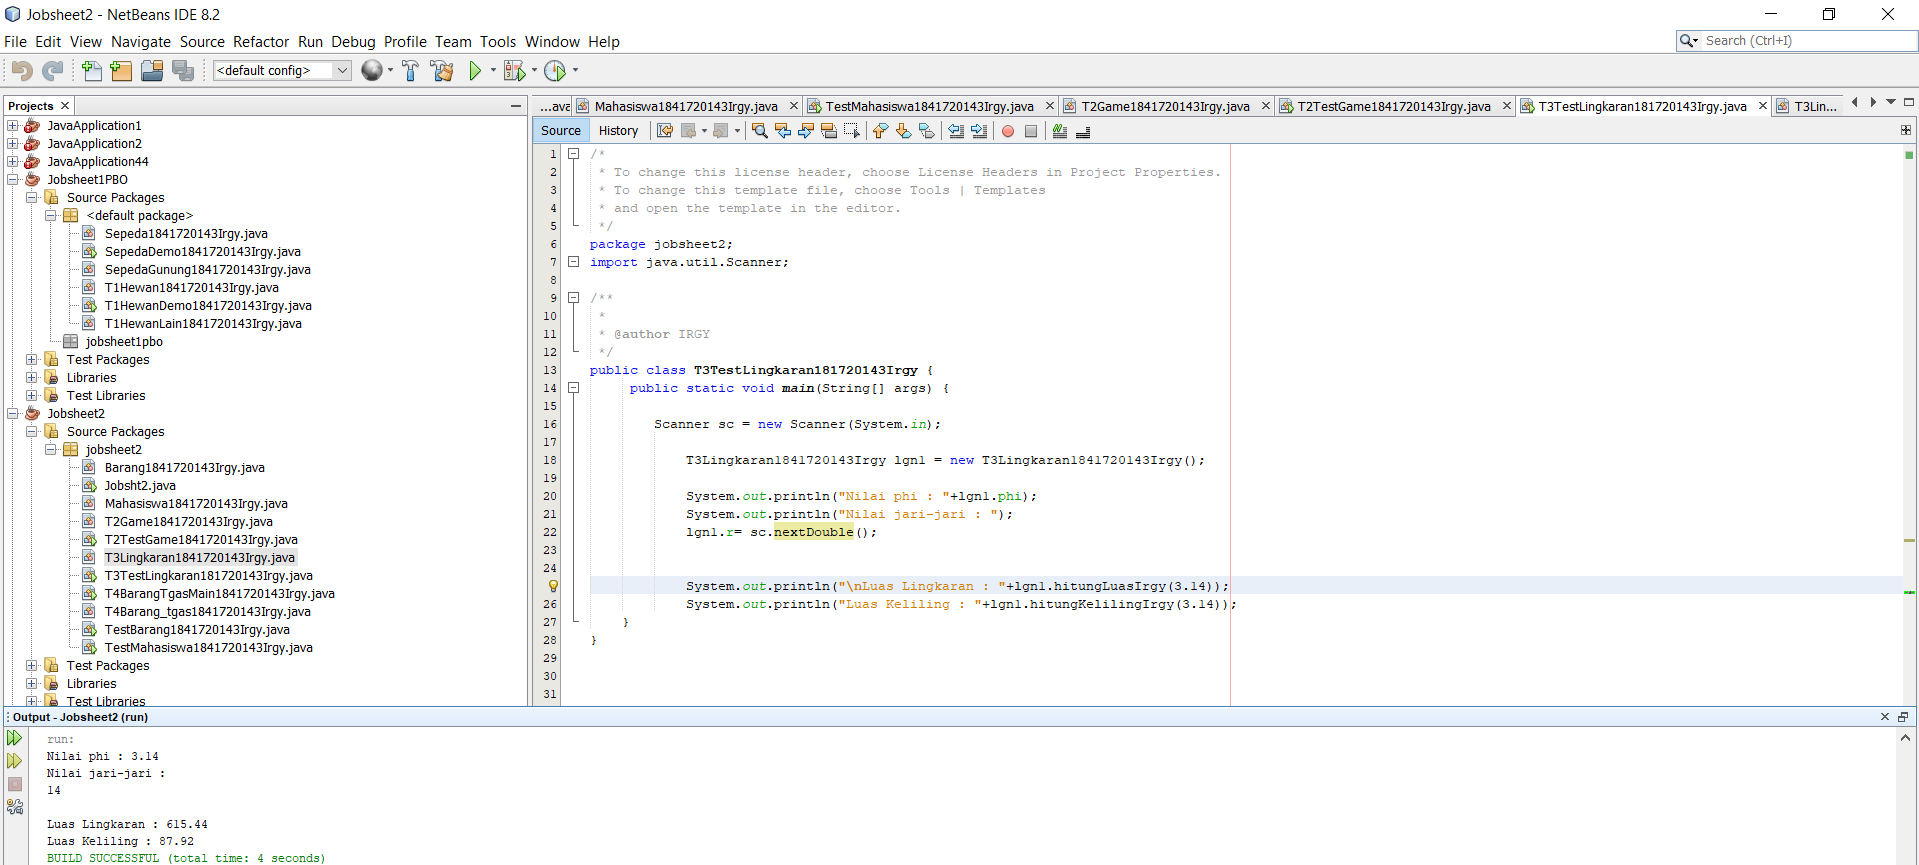 Jobsheet2 - NetBeans IDE 8.2
File Edit View Navigate Source Refactor Run Debug Profile Team Tools Window Help
Search (Ctrl+I)
<default config>
Projects
JavaApplication1
JavaApplication2
JavaApplication44
Jobsheet1PBO
Source Packages
<default package>
Sepeda1841720143Irgy.java
SepedaDemo1841720143Irgy.java
SepedaGunung1841720143Irgy.java
T1Hewan1841720143Irgy.java
T1HewanDemo1841720143Irgy.java
T1HewanLain1841720143Irgy.java
jobsheet1pbo
Test Packages
Libraries
Test Libraries
Jobsheet2
Source Packages
jobsheet2
Barang1841720143Irgy.java
Jobsht2.java
Mahasiswa1841720143Irgy.java
T2Game1841720143Irgy.java
T2TestGame1841720143Irgy.java
T3Lingkaran1841720143Irgy.java
T3TestLingkaran181720143Irgy.java
T4BarangTgasMain1841720143Irgy.java
T4Barang_tgas1841720143Irgy.java
TestBarang1841720143Irgy.java
TestMahasiswa1841720143Irgy.java
Test Packages
Libraries
Test Libraries
...ava Mahasiswa1841720143Irgy.java TestMahasiswa1841720143Irgy.java T2Game1841720143Irgy.java T2TestGame1841720143Irgy.java T3TestLingkaran181720143Irgy.java T3Lin...
Source History
1 /*
2 * To change this license header, choose License Headers in Project Properties.
3 * To change this template file, choose Tools | Templates
4 * and open the template in the editor.
5 */
6 package jobsheet2;
7 import java.util.Scanner;
8
9 /**
10 *
11 * @author IRGY
12 */
13 public class T3TestLingkaran181720143Irgy {
14 public static void main(String[] args) {
15
16 Scanner sc = new Scanner(System.in);
17
18 T3Lingkaran1841720143Irgy lgn1 = new T3Lingkaran1841720143Irgy();
19
20 System.out.println("Nilai phi : "+lgn1.phi);
21 System.out.println("Nilai jari-jari : ");
22 lgn1.r= sc.nextDouble();
23
24
System.out.println("\nLuas Lingkaran : "+lgn1.hitungLuasIrgy(3.14));
26 System.out.println("Luas Keliling : "+lgn1.hitungKelilingIrgy(3.14));
27 }
28 }
29
30
31
Output - Jobsheet2 (run)
run:
Nilai phi : 3.14
Nilai jari-jari :
14
Luas Lingkaran : 615.44
Luas Keliling : 87.92
BUILD SUCCESSFUL (total time: 4 seconds)